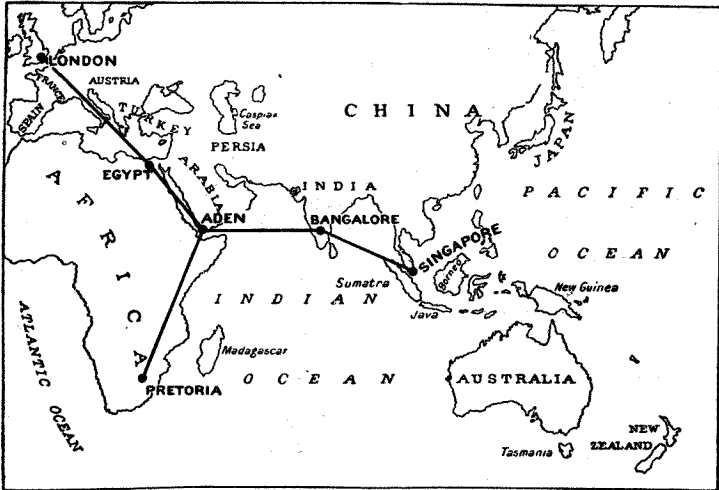 LONDON
FRANCE
SPAIN
AUSTRIA
TURKEY
Caspian
Sea
PERSIA
CHINA
JAPAN
EGYPT
ARABIA
INDIA
PACIFIC
OCEAN
AFRICA
ADEN
BANGALORE
SINGAPORE
Sumatra
Borneo
New Guinea
INDIAN
OCEAN
Java
ATLANTIC OCEAN
Madagascar
PRETORIA
AUSTRALIA
Tasmania
NEW
ZEALAND